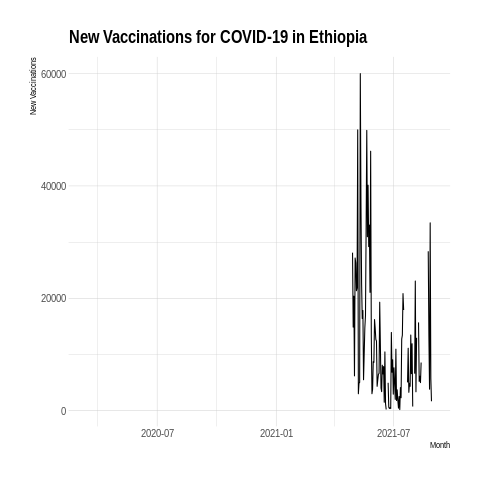 New Vaccinations for COVID-19 in Ethiopia
New Vaccinations
60000
40000
20000
0
2020-07
2021-01
2021-07
Month